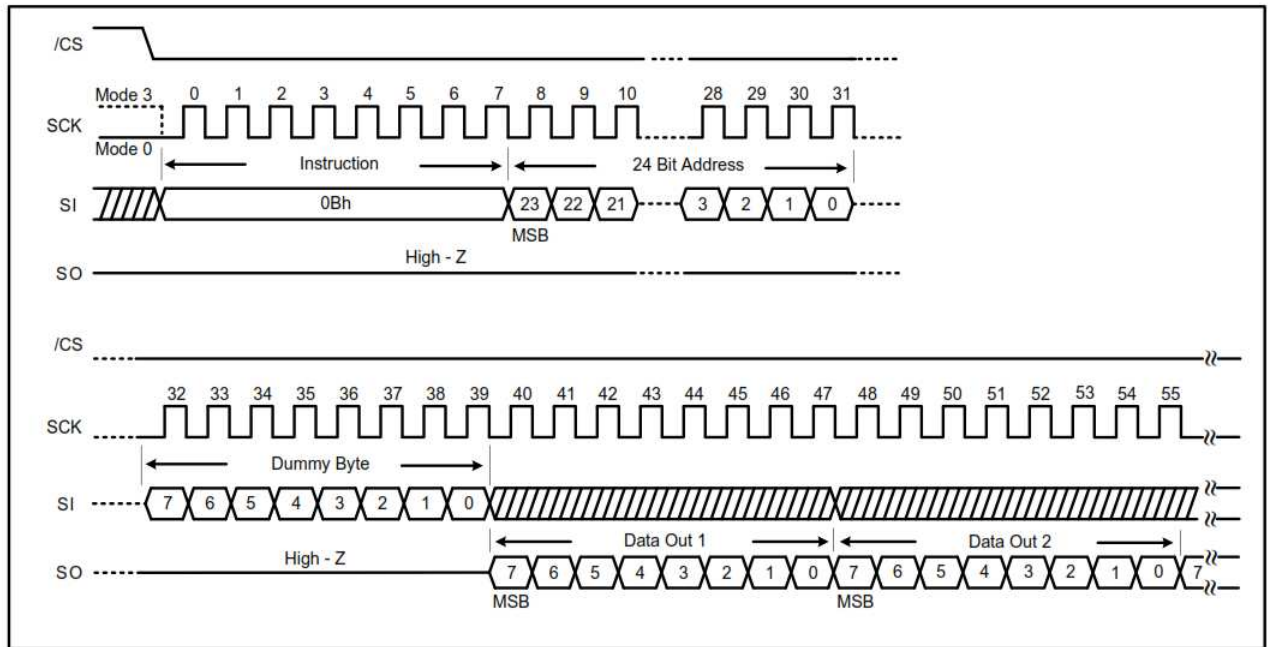 /CS
Mode 3 0 1 2 3 4 5 6 7 8 9 10 28 29 30 31
SCK
Mode 0
Instruction 24 Bit Address
SI 0Bh 23 22 21 3 2 1 0
MSB
High - Z
SO
/CS
32 33 34 35 36 37 38 39 40 41 42 43 44 45 46 47 48 49 50 51 52 53 54 55
SCK
Dummy Byte
SI 7 6 5 4 3 2 1 0
Data Out 1 Data Out 2
High - Z
SO 7 6 5 4 3 2 1 0 7 6 5 4 3 2 1 0 7
MSB MSB